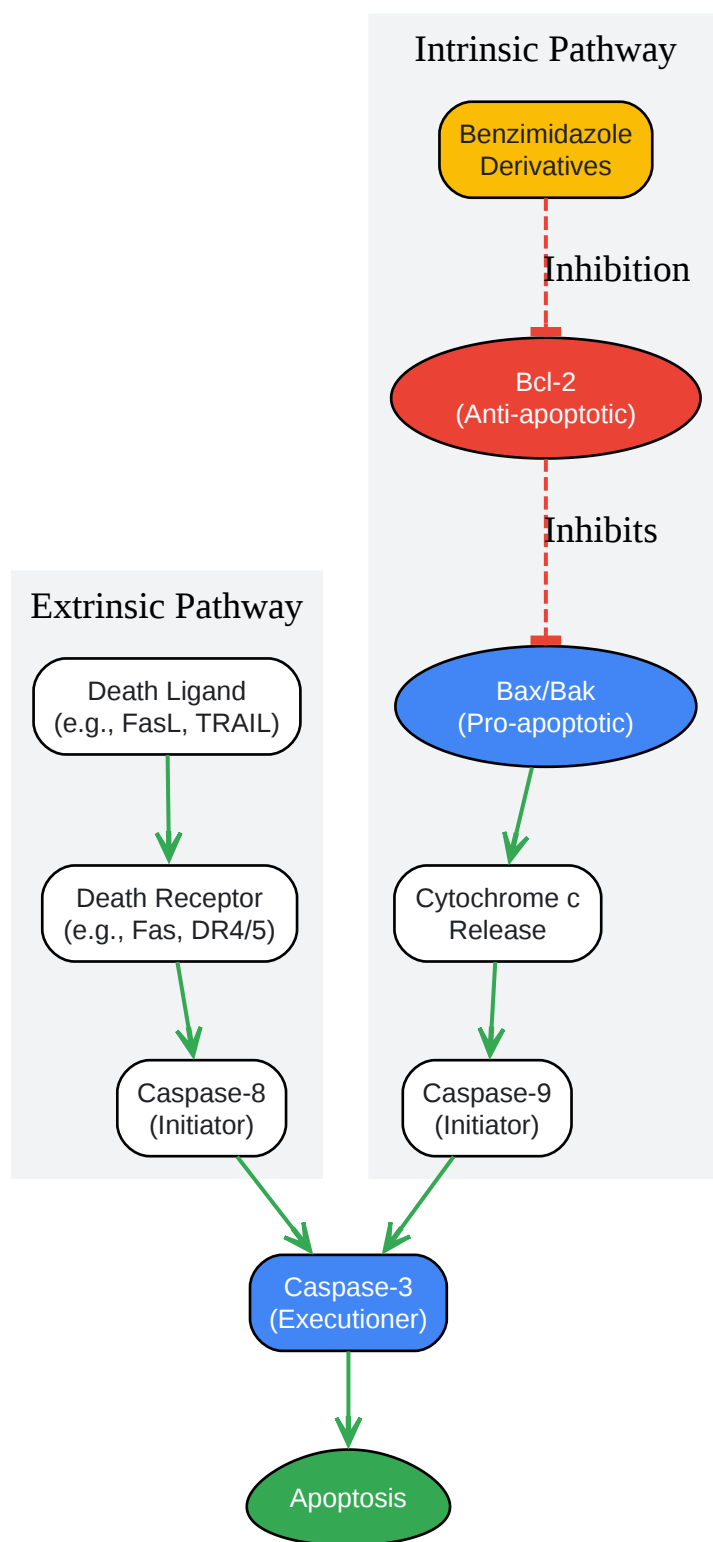 Intrinsic Pathway
Benzimidazole
Derivatives
Inhibition
Bcl-2
(Anti-apoptotic)
Inhibits
Bax/Bak
(Pro-apoptotic)
Cytochrome c
Release
Caspase-9
(Initiator)
Extrinsic Pathway
Death Ligand
(e.g., FasL, TRAIL)
Death Receptor
(e.g., Fas, DR4/5)
Caspase-8
(Initiator)
Caspase-3
(Executioner)
Apoptosis